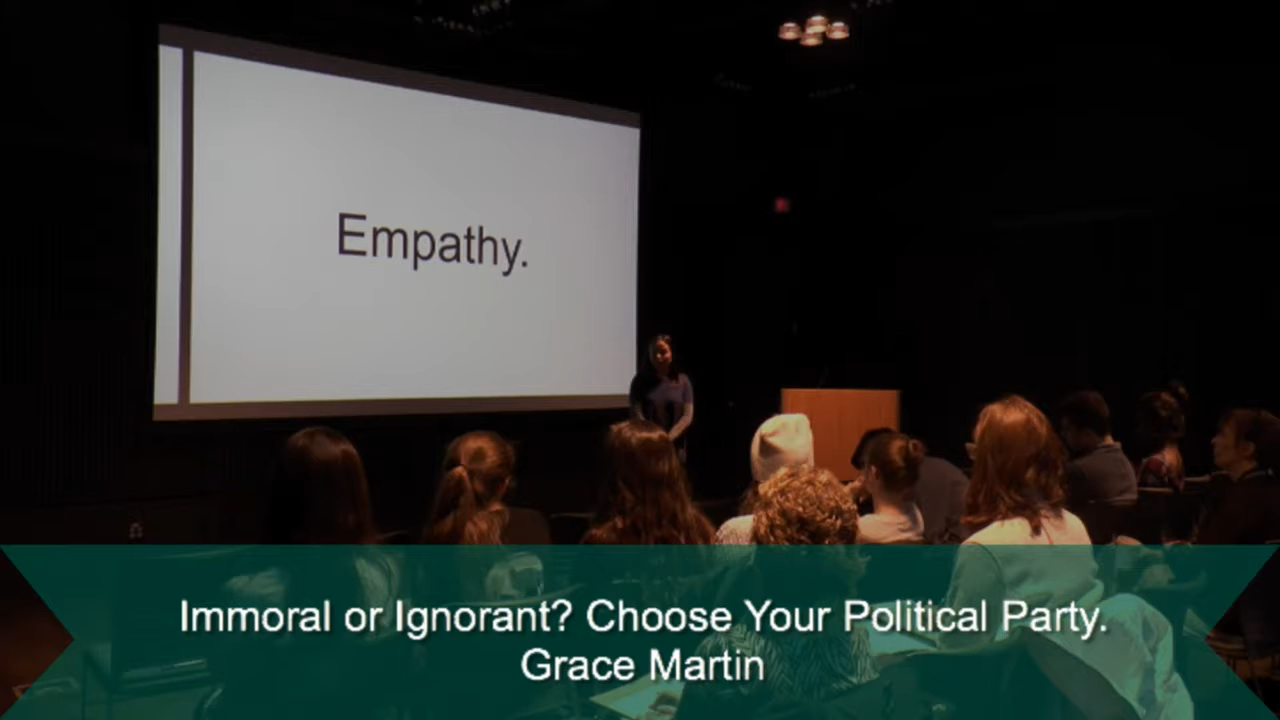 Empathy.
Immoral or Ignorant? Choose Your Political Party.
Grace Martin